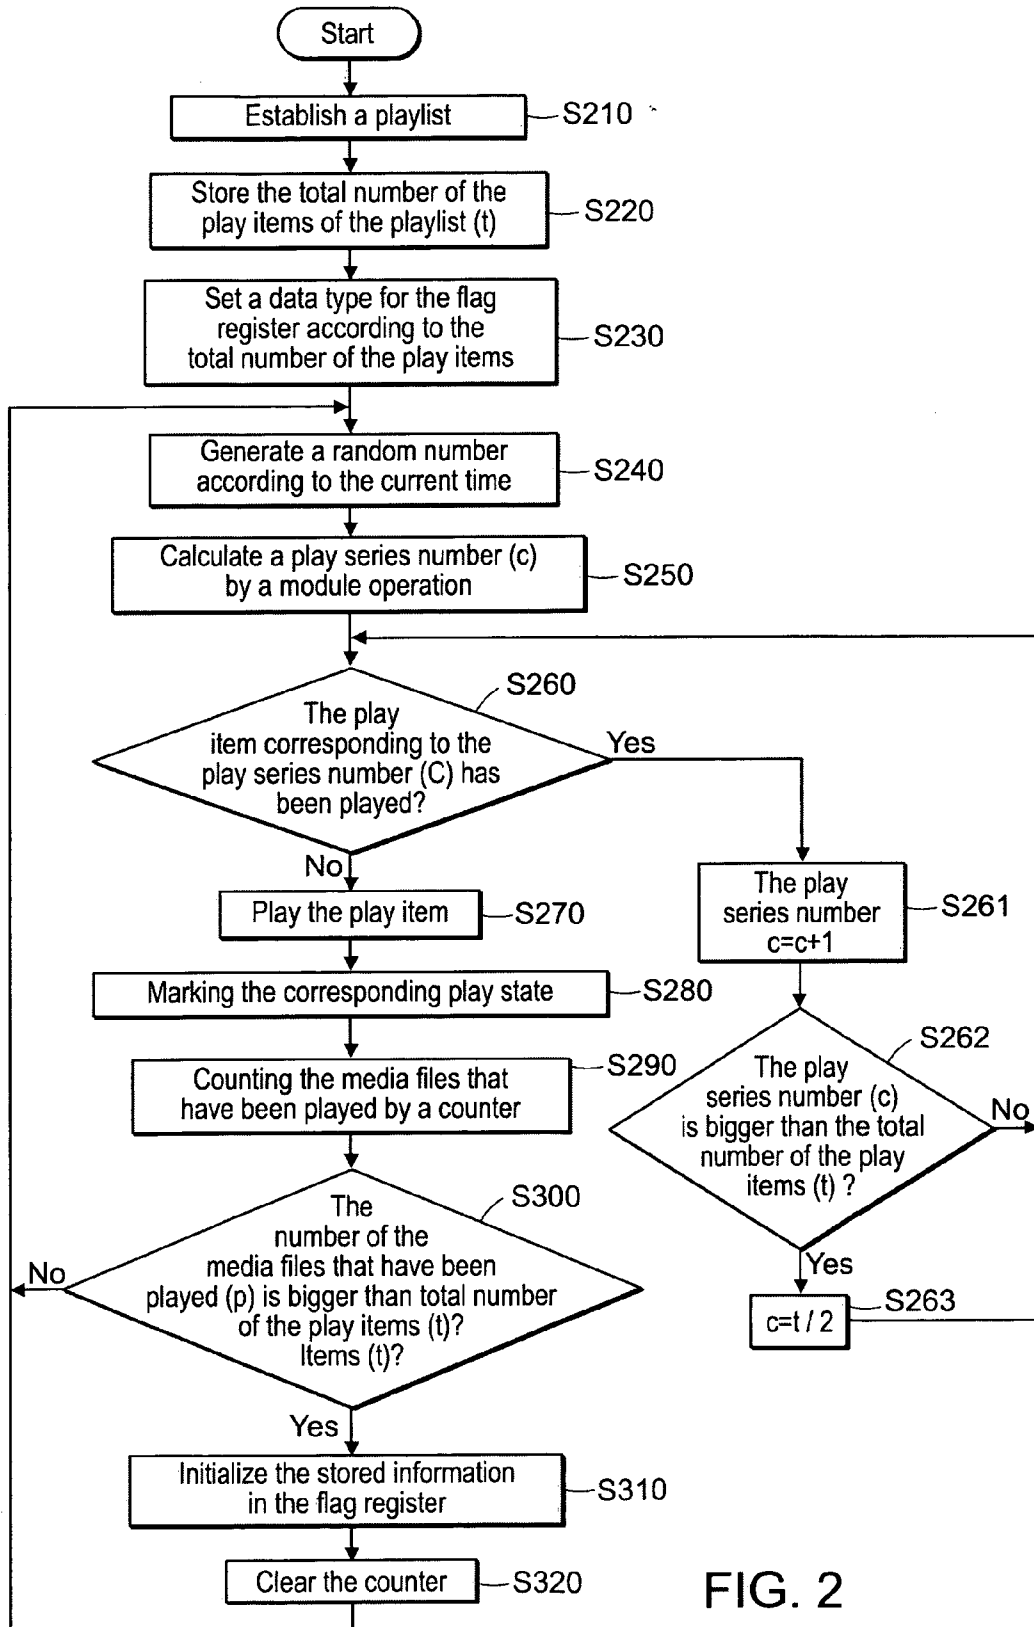 Start
Establish a playlist
S210
Store the total number of the
play items of the playlist (t)
S220
Set a data type for the flag
register according to the
total number of the play items
S230
Generate a random number
according to the current time
S240
Calculate a play series number (c)
by a module operation
S250
S260
The play
item corresponding to the
play series number (C) has
been played?
Yes
No
The play
series number
c=c+1
S261
Play the play item
S270
Marking the corresponding play state
S280
S262
The play
series number (c)
is bigger than the total
number of the play
items (t) ?
No
Yes
Counting the media files that
have been played by a counter
S290
S300
The
number of the
media files that have been
played (p) is bigger than total number
of the play items (t)?
Items (t)?
No
Yes
c=t / 2
S263
Initialize the stored information
in the flag register
S310
Clear the counter
S320
FIG. 2